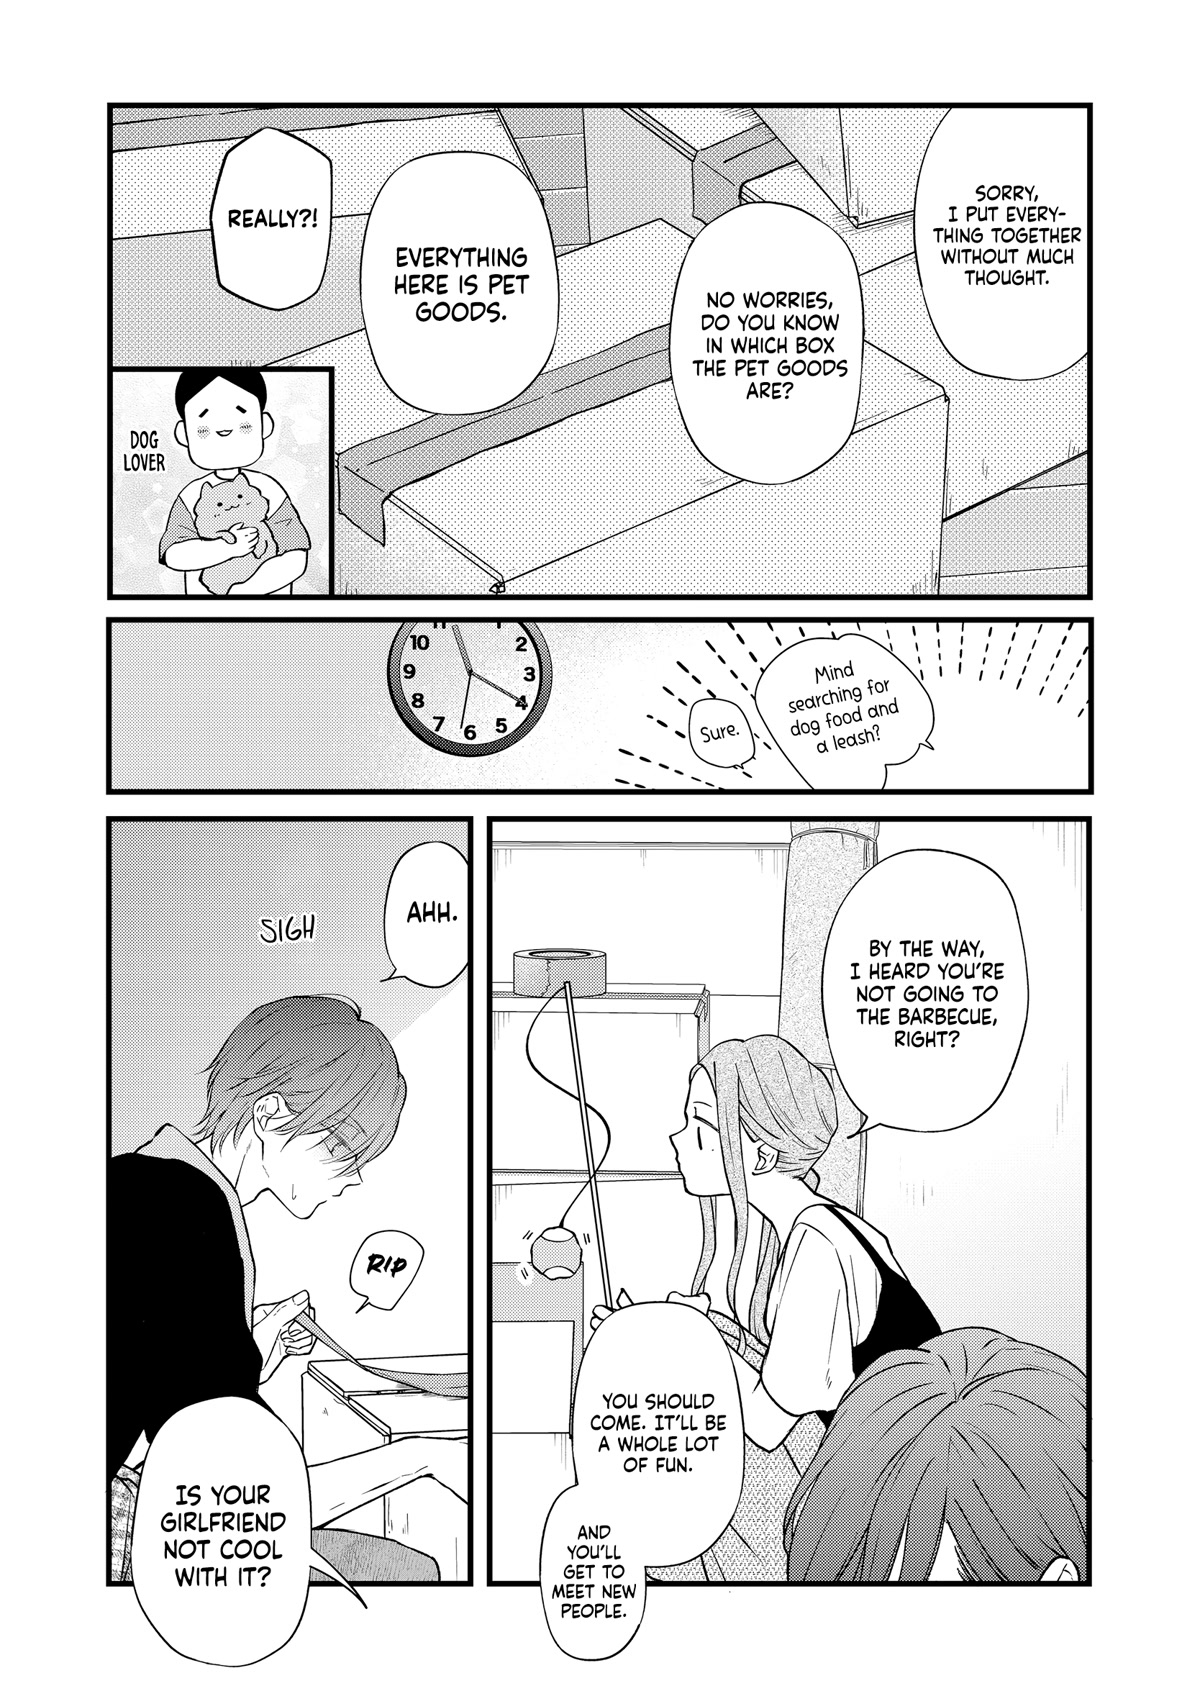 SORRY,
I PUT EVERY-
THING TOGETHER
WITHOUT MUCH
THOUGHT.
NO WORRIES,
DO YOU KNOW
IN WHICH BOX
THE PET GOODS
ARE?
EVERYTHING
HERE IS PET
GOODS.
REALLY?!
DOG
LOVER
Mind
searching for
dog food and
a leash?
Sure.
11
10
9
8
7
6
5
4
3
2
BY THE WAY,
I HEARD YOU'RE
NOT GOING TO
THE BARBECUE,
RIGHT?
YOU SHOULD
COME. IT'LL BE
A WHOLE LOT
OF FUN.
AND
YOU'LL
GET TO
MEET NEW
PEOPLE.
AHH.
SIGH
RIP
IS YOUR
GIRLFRIEND
NOT COOL
WITH IT?